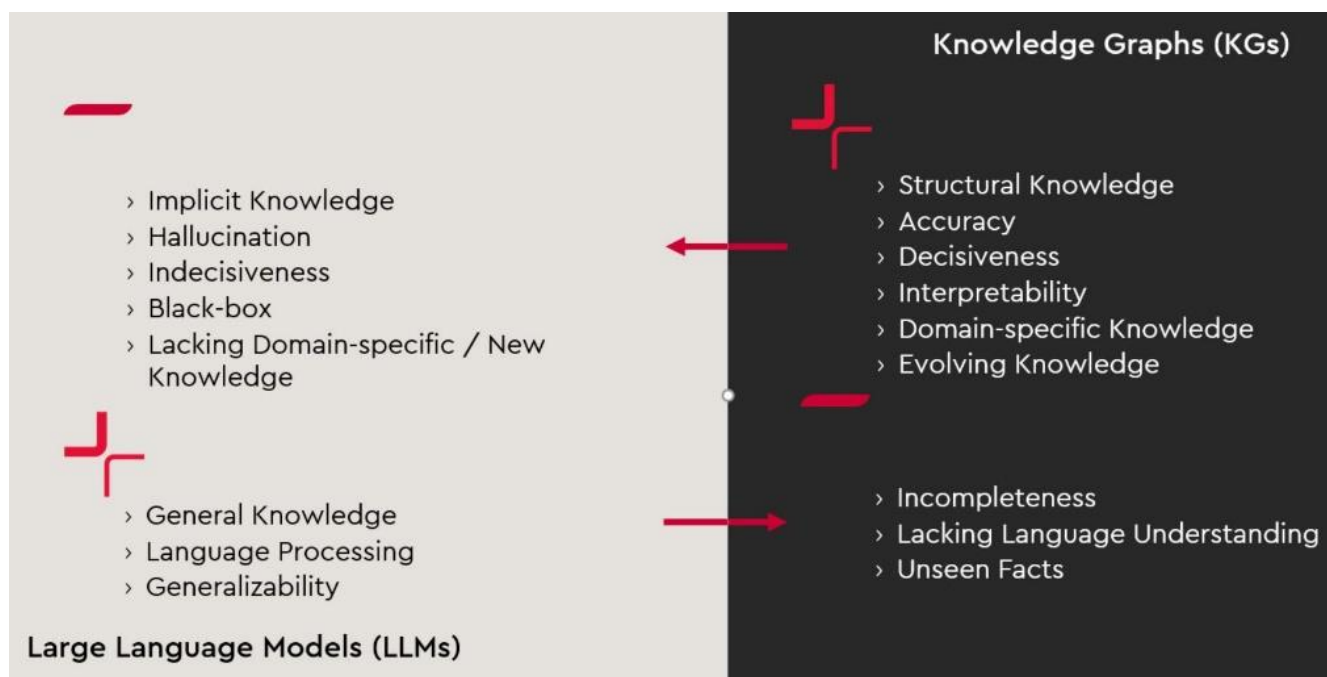 Knowledge Graphs (KGs)
› Implicit Knowledge
› Hallucination
› Indecisiveness
› Black-box
› Lacking Domain-specific / New
Knowledge
› Structural Knowledge
› Accuracy
› Decisiveness
› Interpretability
› Domain-specific Knowledge
› Evolving Knowledge
› General Knowledge
› Language Processing
› Generalizability
› Incompleteness
› Lacking Language Understanding
› Unseen Facts
Large Language Models (LLMs)